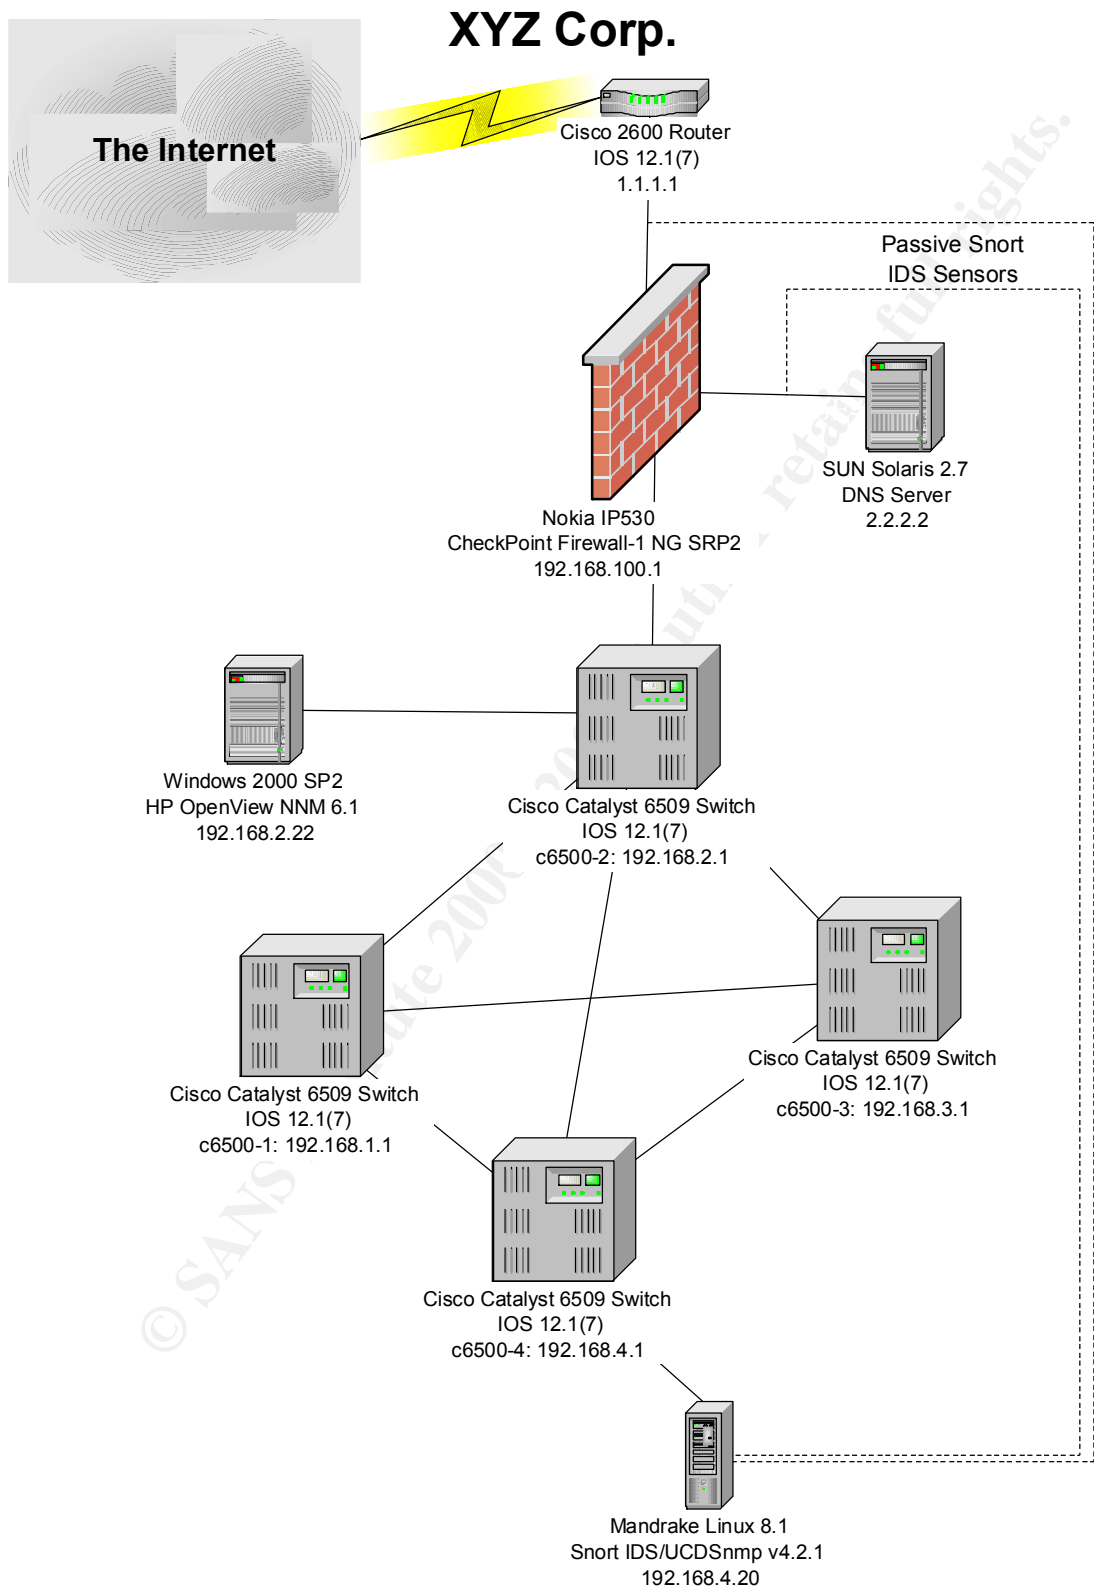 XYZ Corp.
The Internet
Cisco 2600 Router
IOS 12.1(7)
1.1.1.1
Passive Snort
IDS Sensors
SUN Solaris 2.7
DNS Server
2.2.2.2
Nokia IP530
CheckPoint Firewall-1 NG SRP2
192.168.100.1
Windows 2000 SP2
HP OpenView NNM 6.1
192.168.2.22
Cisco Catalyst 6509 Switch
IOS 12.1(7)
c6500-2: 192.168.2.1
Cisco Catalyst 6509 Switch
IOS 12.1(7)
c6500-3: 192.168.3.1
Cisco Catalyst 6509 Switch
IOS 12.1(7)
c6500-1: 192.168.1.1
Cisco Catalyst 6509 Switch
IOS 12.1(7)
c6500-4: 192.168.4.1
Mandrake Linux 8.1
Snort IDS/UCDSnmp v4.2.1
192.168.4.20
© SANS